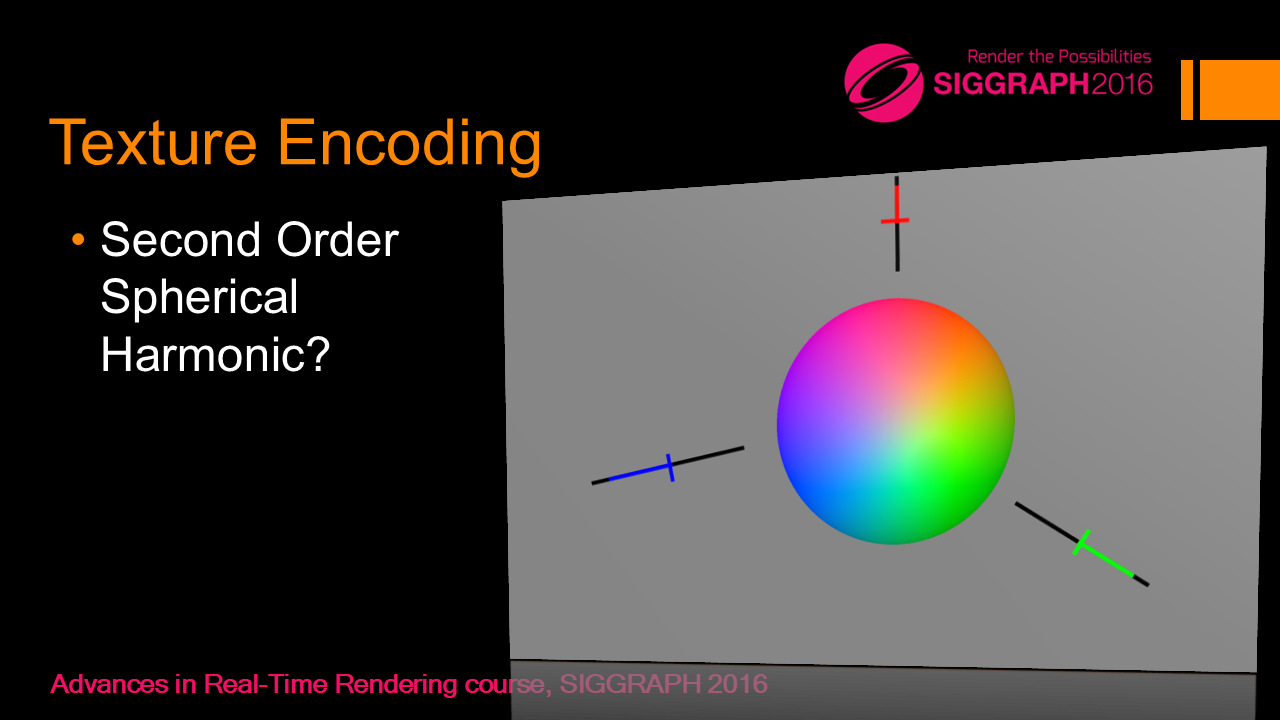 Render the Possibilities
SIGGRAPH2016
Texture Encoding
• Second Order
Spherical
Harmonic?
Advances in Real-Time Rendering course, SIGGRAPH 2016